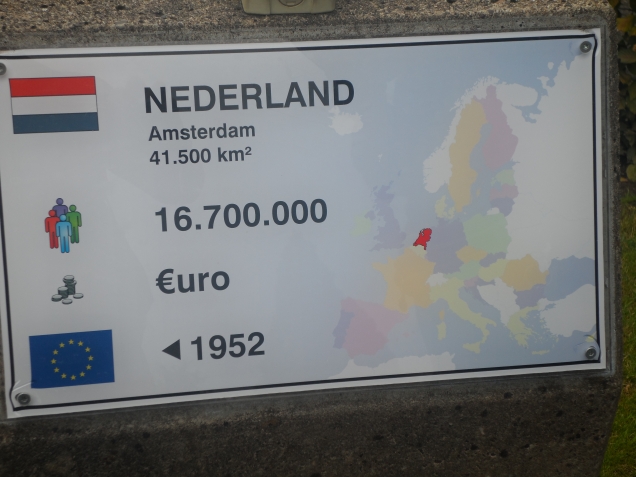 NEDERLAND
Amsterdam
41.500 km²
16.700.000
€uro
◄1952